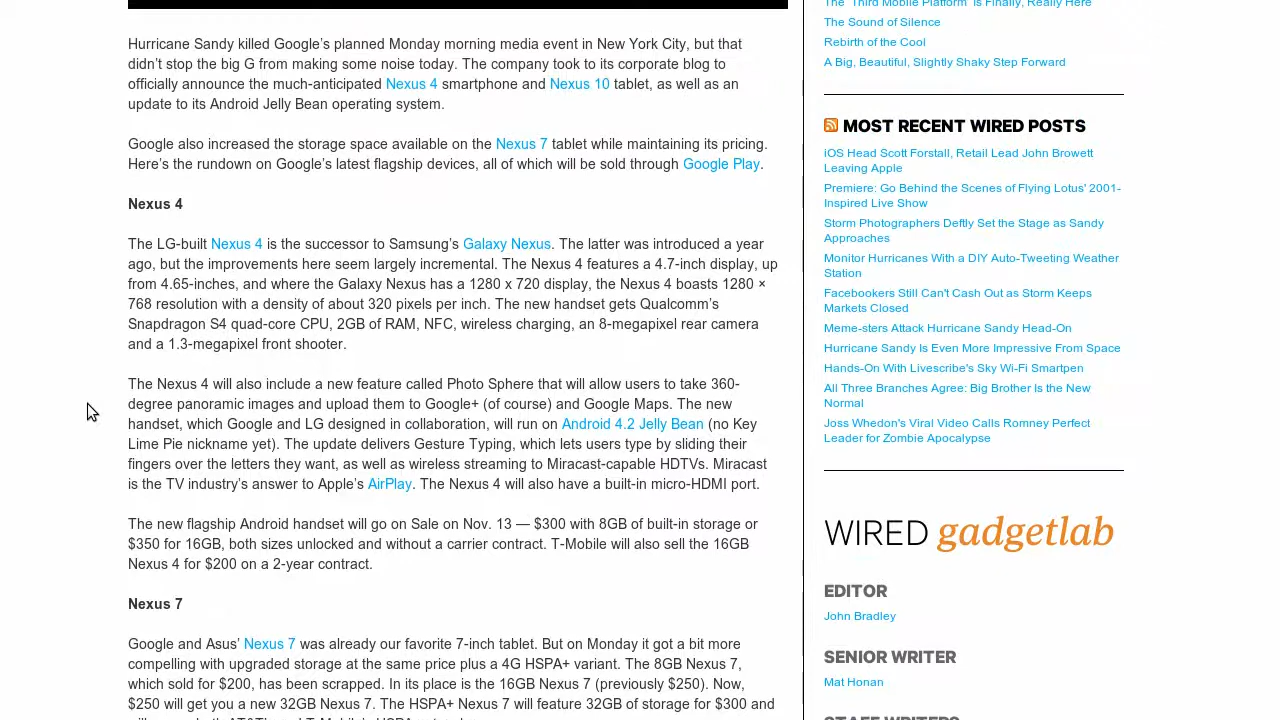 Hurricane Sandy killed Google's planned Monday morning media event in New York City, but that
didn't stop the big G from making some noise today. The company took to its corporate blog to
officially announce the much-anticipated Nexus 4 smartphone and Nexus 10 tablet, as well as an
update to its Android Jelly Bean operating system.
Google also increased the storage space available on the Nexus 7 tablet while maintaining its pricing.
Here's the rundown on Google's latest flagship devices, all of which will be sold through Google Play.
Nexus 4
The LG-built Nexus 4 is the successor to Samsung's Galaxy Nexus. The latter was introduced a year
ago, but the improvements here seem largely incremental. The Nexus 4 features a 4.7-inch display, up
from 4.65-inches, and where the Galaxy Nexus has a 1280 x 720 display, the Nexus 4 boasts 1280 ×
768 resolution with a density of about 320 pixels per inch. The new handset gets Qualcomm's
Snapdragon S4 quad-core CPU, 2GB of RAM, NFC, wireless charging, an 8-megapixel rear camera
and a 1.3-megapixel front shooter.
The Nexus 4 will also include a new feature called Photo Sphere that will allow users to take 360-
degree panoramic images and upload them to Google+ (of course) and Google Maps. The new
handset, which Google and LG designed in collaboration, will run on Android 4.2 Jelly Bean (no Key
Lime Pie nickname yet). The update delivers Gesture Typing, which lets users type by sliding their
fingers over the letters they want, as well as wireless streaming to Miracast-capable HDTVs. Miracast
is the TV industry's answer to Apple's AirPlay. The Nexus 4 will also have a built-in micro-HDMI port.
The new flagship Android handset will go on Sale on Nov. 13 — $300 with 8GB of built-in storage or
$350 for 16GB, both sizes unlocked and without a carrier contract. T-Mobile will also sell the 16GB
Nexus 4 for $200 on a 2-year contract.
Nexus 7
Google and Asus' Nexus 7 was already our favorite 7-inch tablet. But on Monday it got a bit more
compelling with upgraded storage at the same price plus a 4G HSPA+ variant. The 8GB Nexus 7,
which sold for $200, has been scrapped. In its place is the 16GB Nexus 7 (previously $250). Now,
$250 will get you a new 32GB Nexus 7. The HSPA+ Nexus 7 will feature 32GB of storage for $300 and
The 'Third Mobile Platform' Is Finally, Really Here
The Sound of Silence
Rebirth of the Cool
A Big, Beautiful, Slightly Shaky Step Forward
MOST RECENT WIRED POSTS
iOS Head Scott Forstall, Retail Lead John Browett
Leaving Apple
Premiere: Go Behind the Scenes of Flying Lotus' 2001-
Inspired Live Show
Storm Photographers Deftly Set the Stage as Sandy
Approaches
Monitor Hurricanes With a DIY Auto-Tweeting Weather
Station
Facebookers Still Can't Cash Out as Storm Keeps
Markets Closed
Meme-sters Attack Hurricane Sandy Head-On
Hurricane Sandy Is Even More Impressive From Space
Hands-On With Livescribe's Sky Wi-Fi Smartpen
All Three Branches Agree: Big Brother Is the New
Normal
Joss Whedon's Viral Video Calls Romney Perfect
Leader for Zombie Apocalypse
WIRED gadgetlab
EDITOR
John Bradley
SENIOR WRITER
Mat Honan
STAFF WRITERS